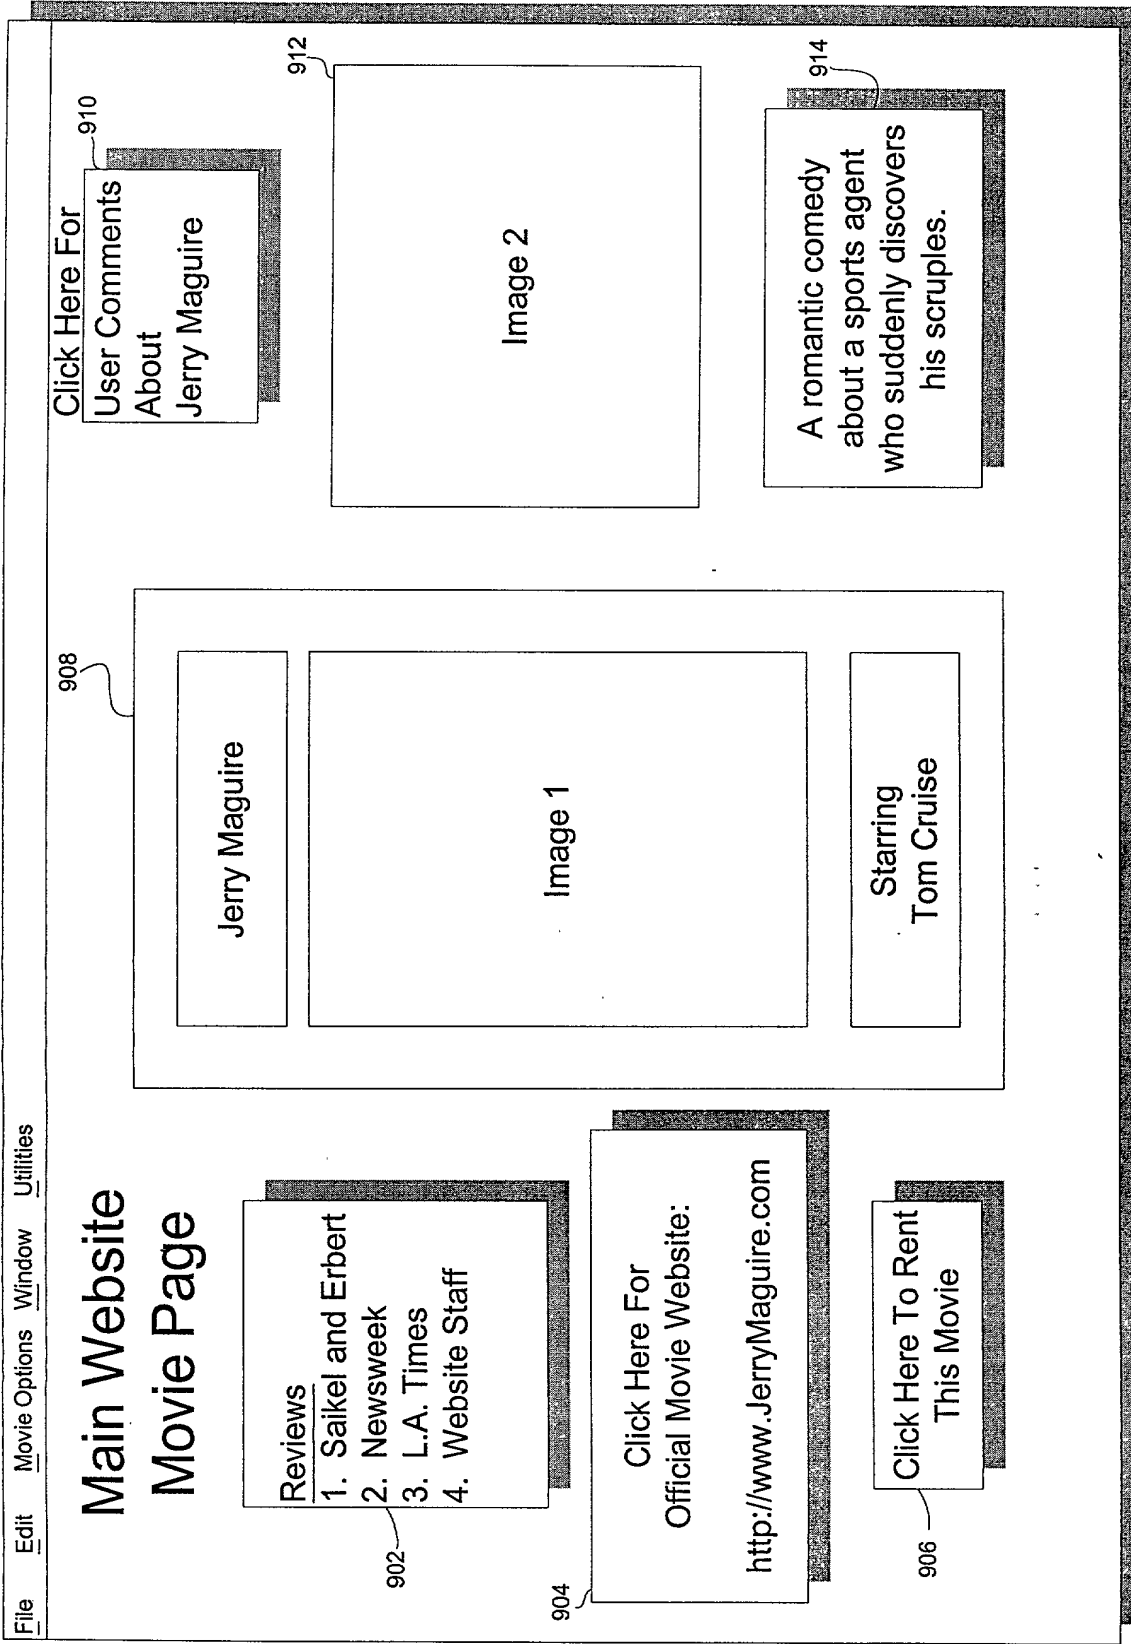 File Edit Movie Options Window Utilities
Main Website
Movie Page
Reviews
1. Saikel and Erbert
2. Newsweek
3. L.A. Times
4. Website Staff
902
Click Here For
Official Movie Website:
http://www.JerryMaguire.com
904
Click Here To Rent
This Movie
906
908
Jerry Maguire
Image 1
Starring
Tom Cruise
Click Here For
User Comments
About
Jerry Maguire
910
912
Image 2
914
A romantic comedy
about a sports agent
who suddenly discovers
his scruples.